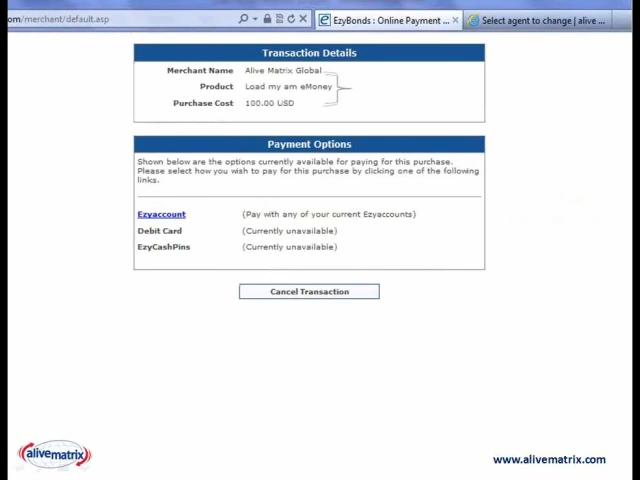 om/merchant/default.asp
EzyBonds : Online Payment ...
Select agent to change | alive ...
Transaction Details
Merchant Name Alive Matrix Global
Product Load my am eMoney
Purchase Cost 100.00 USD
Payment Options
Shown below are the options currently available for paying for this purchase.
Please select how you wish to pay for this purchase by clicking one of the following
links.
Ezyaccount (Pay with any of your current Ezyaccounts)
Debit Card (Currently unavailable)
EzyCashPins (Currently unavailable)
Cancel Transaction
alivematrix
www.alivematrix.com